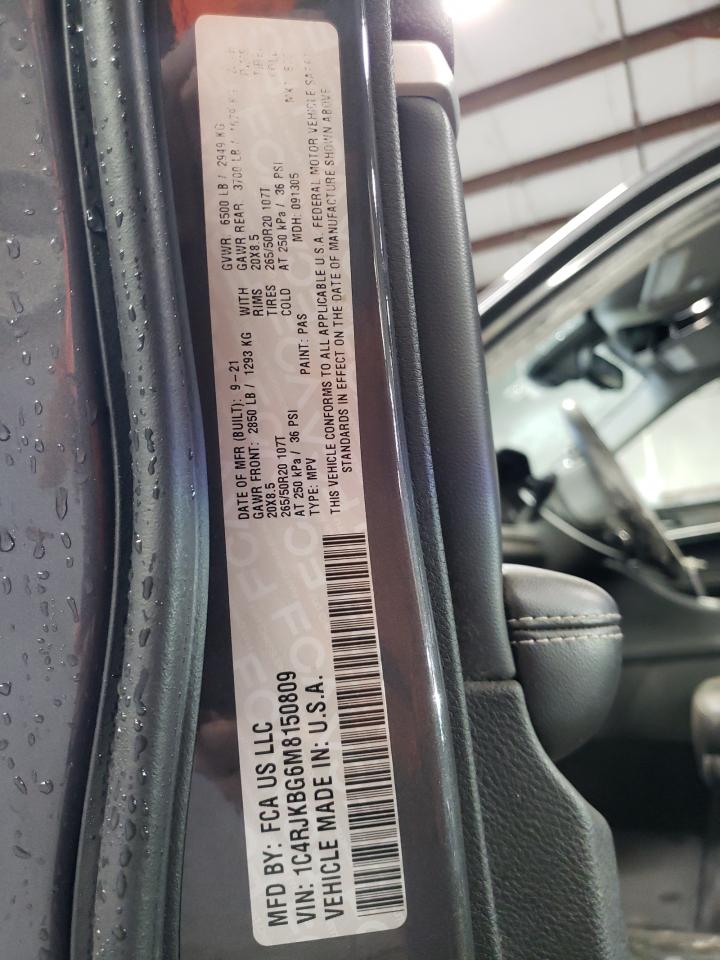 MFD BY: FCA US LLC
VIN: 1C4RJKBG6M8150809
VEHICLE MADE IN: U.S.A.
DATE OF MFR (BUILT): 9-21
GVWR 6500 LB / 2949 KG
GAWR FRONT: 2850 LB / 1293 KG WITH
GAWR REAR 3700 LB /
20X8.5 RIMS 20X8.5
265/50R20 107T TIRES 265/50R20 107T
AT 250 kPa / 36 PSI COLD AT 250 kPa / 36 PSI
TYPE: MPV PAINT: PAS MDH: 091305
THIS VEHICLE CONFORMS TO ALL APPLICABLE U.S.A. FEDERAL MOTOR VEHICLE
STANDARDS IN EFFECT ON THE DATE OF MANUFACTURE SHOWN ABOVE